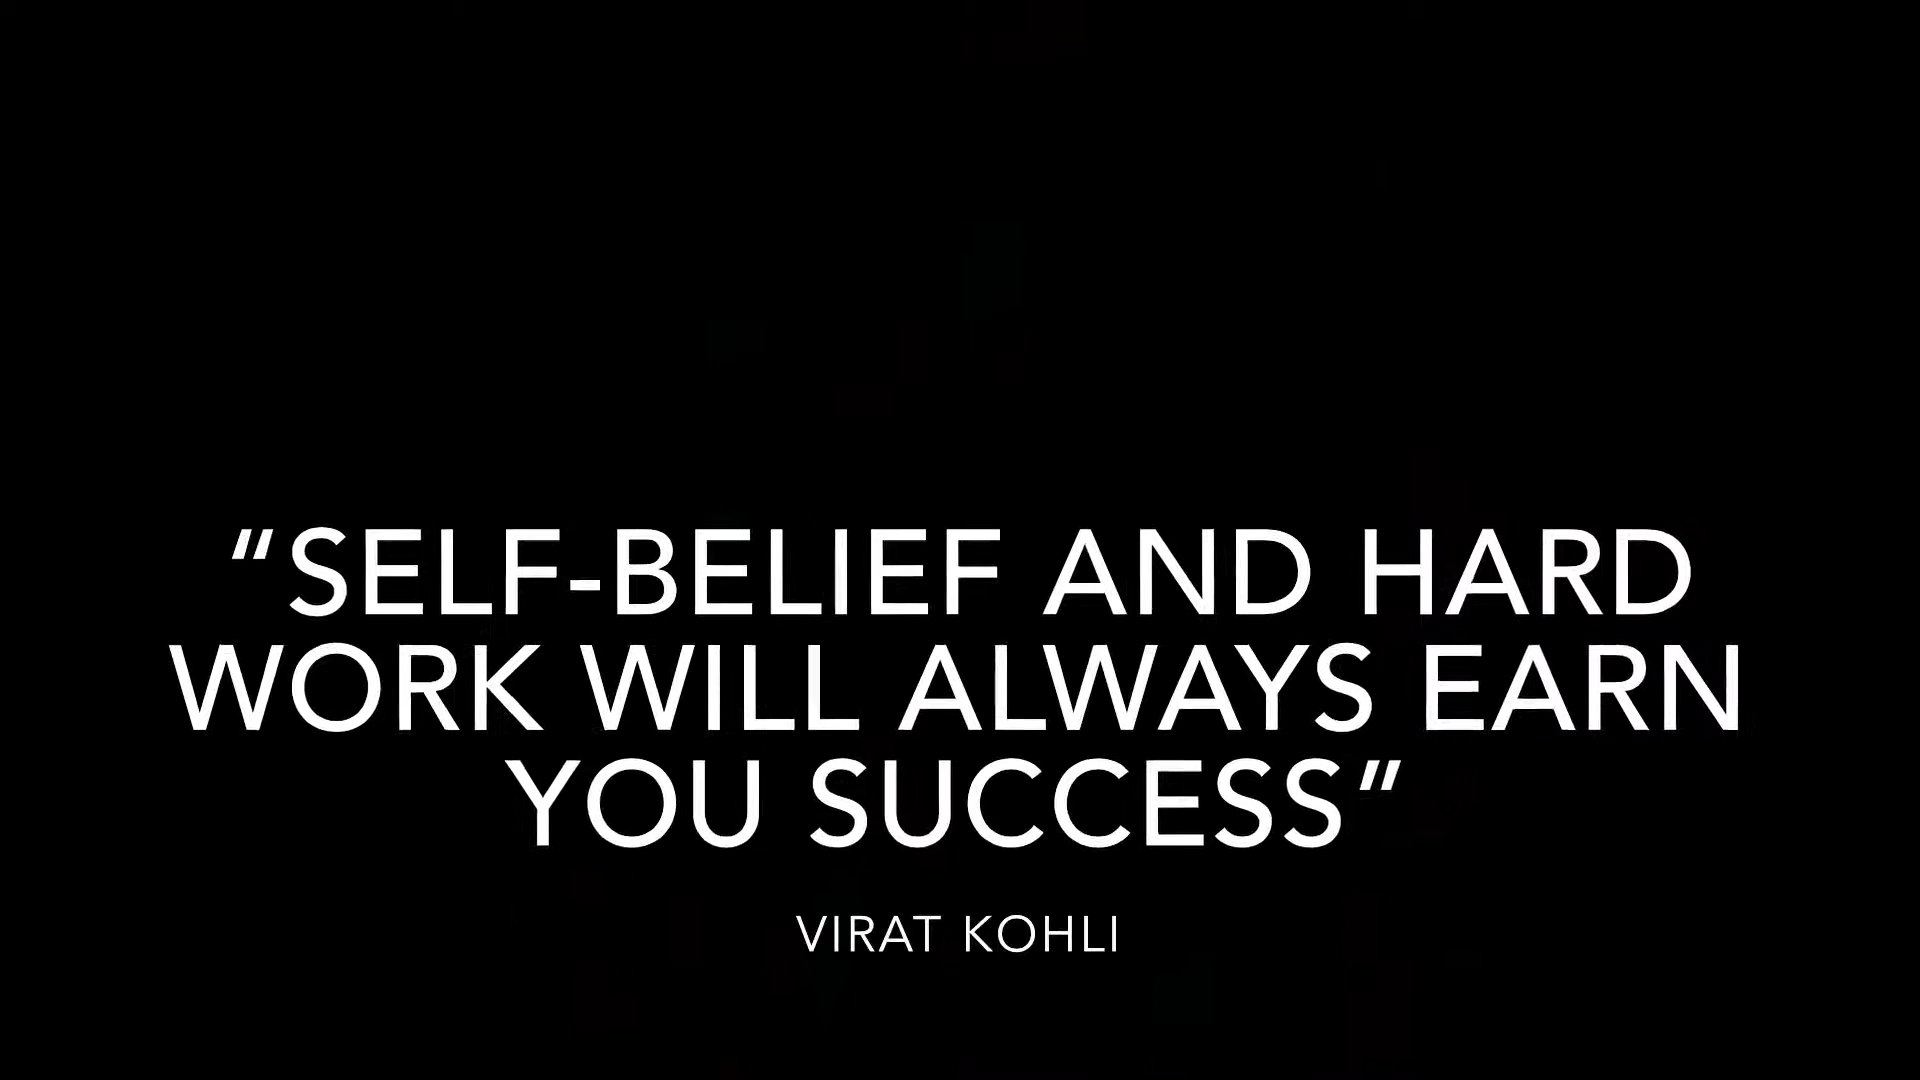 “SELF-BELIEF AND HARD
WORK WILL ALWAYS EARN
YOU SUCCESS”
VIRAT KOHLI